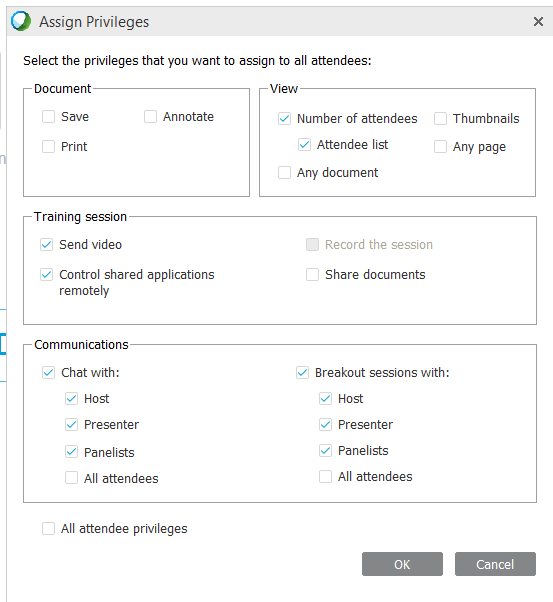 Assign Privileges
Select the privileges that you want to assign to all attendees:
Document
Save
Annotate
Print
View
Number of attendees
Thumbnails
Attendee list
Any page
Any document
Training session
Send video
Record the session
Control shared applications
remotely
Share documents
Communications
Chat with:
Host
Presenter
Panelists
All attendees
Breakout sessions with:
Host
Presenter
Panelists
All attendees
All attendee privileges
OK
Cancel